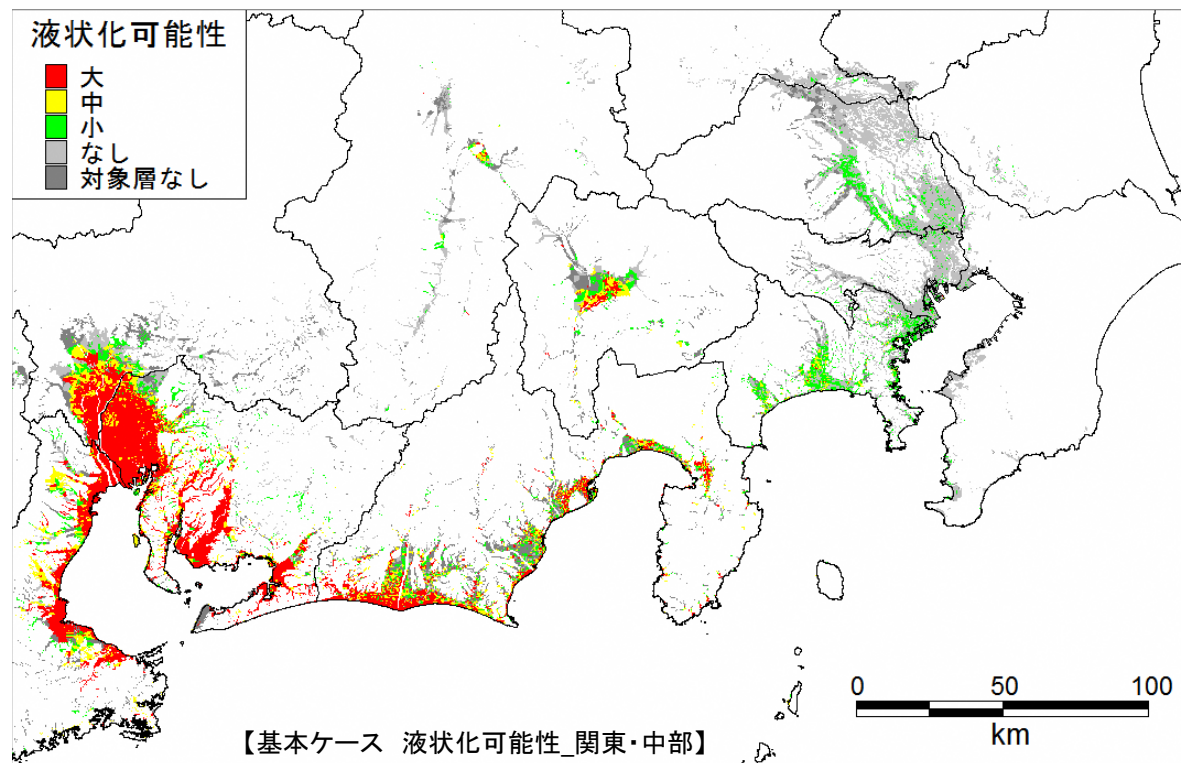 液状化可能性
大
中
小
なし
対象層なし
0 50 100
km
【基本ケース 液状化可能性_関東・中部】